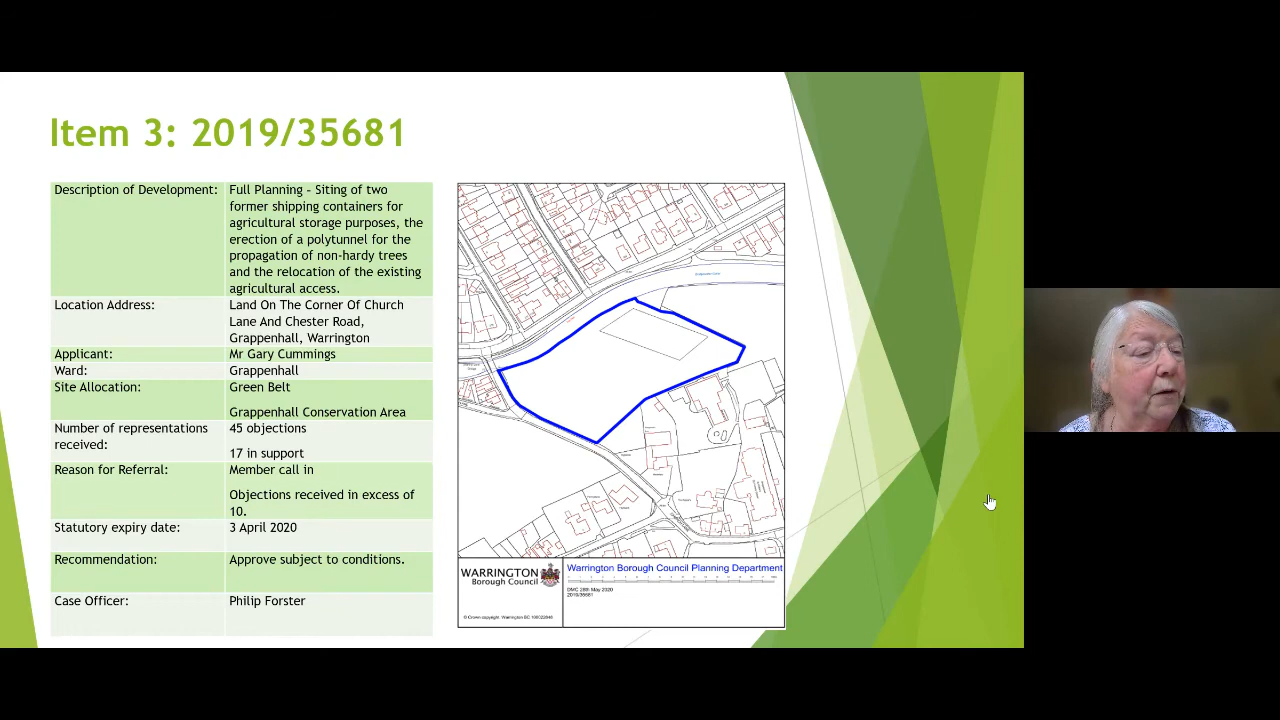 Item 3: 2019/35681
Description of Development:
Full Planning – Siting of two
former shipping containers for
agricultural storage purposes, the
erection of a polytunnel for the
propagation of non-hardy trees
and the relocation of the existing
agricultural access.
Location Address:
Land On The Corner Of Church
Lane And Chester Road,
Grappenhall, Warrington
Applicant:
Mr Gary Cummings
Ward:
Grappenhall
Site Allocation:
Green Belt
Grappenhall Conservation Area
Number of representations
received:
45 objections
17 in support
Reason for Referral:
Member call in
Objections received in excess of
10.
Statutory expiry date:
3 April 2020
Recommendation:
Approve subject to conditions.
Case Officer:
Philip Forster
WARRINGTON
Borough Council
© Crown copyright. Warrington BC
Warrington Borough Council Planning Department
DMC 28th May 2020
2019/35681